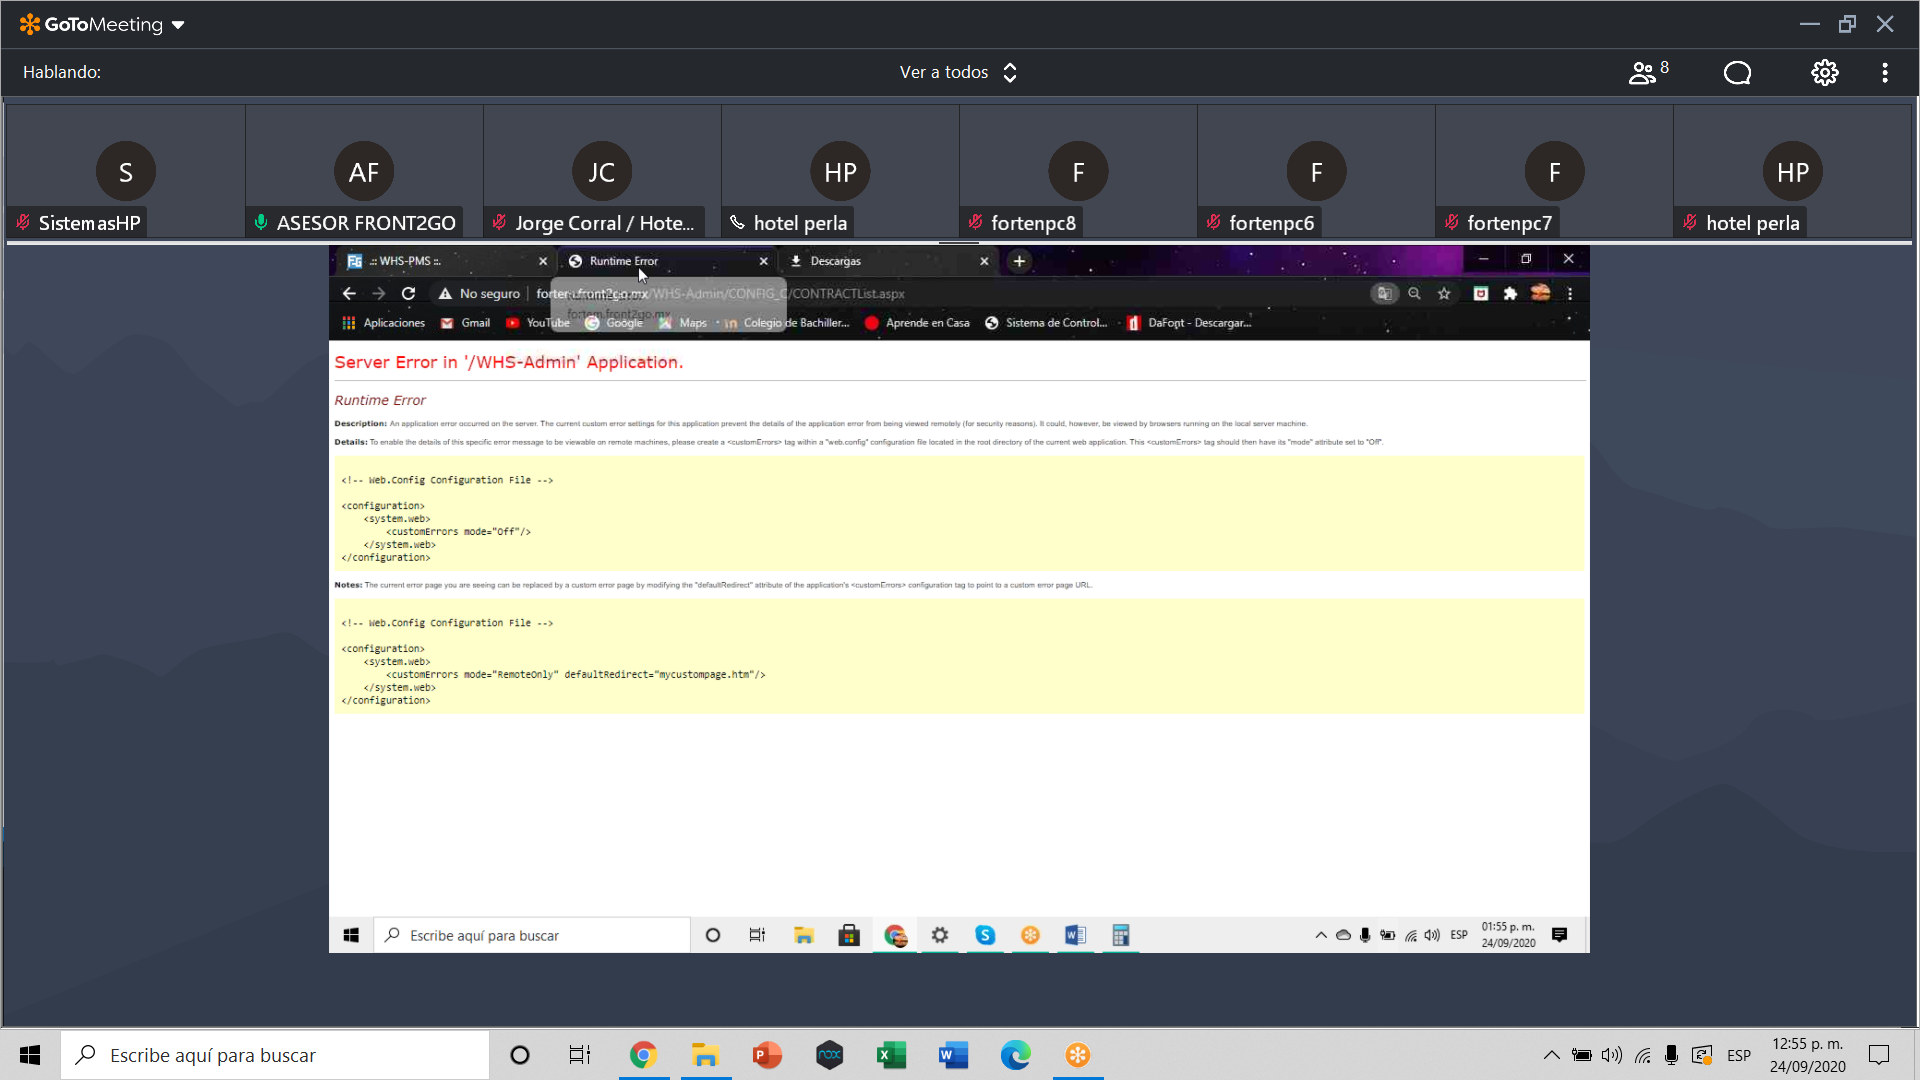 GoToMeeting
Hablando:
Ver a todos
8
S
AF
JC
HP
F
F
F
HP
SistemasHP
ASESOR FRONT2GO
Jorge Corral / Hote...
hotel perla
fortenpc8
fortenpc6
fortenpc7
hotel perla
.:: WHS-PMS ::.
Runtime Error
Descargas
No seguro
fortem.front2go.mx/WHS-Admin/CONFIG_C/CONTRACTList.aspx
fortem.front2go.mx
Aplicaciones
Gmail
YouTube
Google
Maps
Colegio de Bachiller...
Aprende en Casa
Sistema de Control...
DaFont - Descargar...
Server Error in '/WHS-Admin' Application.
Runtime Error
Description: An application error occurred on the server. The current custom error settings for this application prevent the details of the application error from being viewed remotely (for security reasons). It could, however, be viewed by browsers running on the local server machine.
Details: To enable the details of this specific error message to be viewable on remote machines, please create a <customErrors> tag within a "web.config" configuration file located in the root directory of the current web application. This <customErrors> tag should then have its "mode" attribute set to "Off".
<!-- Web.Config Configuration File -->
<configuration>
<system.web>
<customErrors mode="Off"/>
</system.web>
</configuration>
Notes: The current error page you are seeing can be replaced by a custom error page by modifying the "defaultRedirect" attribute of the application's <customErrors> configuration tag to point to a custom error page URL.
<!-- Web.Config Configuration File -->
<configuration>
<system.web>
<customErrors mode="RemoteOnly" defaultRedirect="mycustompage.htm"/>
</system.web>
</configuration>
Escribe aquí para buscar
ESP
01:55 p. m.
24/09/2020
Escribe aquí para buscar
ESP
12:55 p. m.
24/09/2020